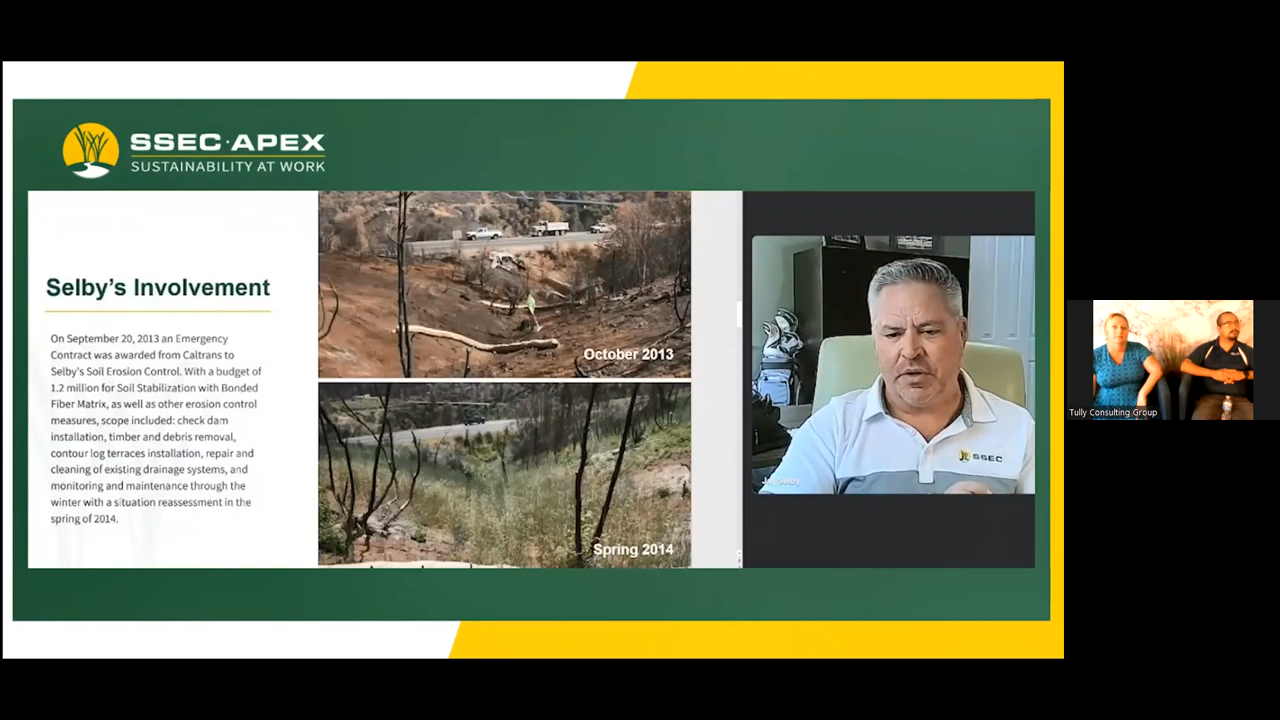 SSEC·APEX
SUSTAINABILITY AT WORK
Selby's Involvement
On September 20, 2013 an Emergency
Contract was awarded from Caltrans to
Selby's Soil Erosion Control. With a budget of
1.2 million for Soil Stabilization with Bonded
Fiber Matrix, as well as other erosion control
measures, scope included: check dam
installation, timber and debris removal,
contour log terraces installation, repair and
cleaning of existing drainage systems, and
monitoring and maintenance through the
winter with a situation reassessment in the
spring of 2014.
October 2013
Spring 2014
SSEC
Tully Consulting Group